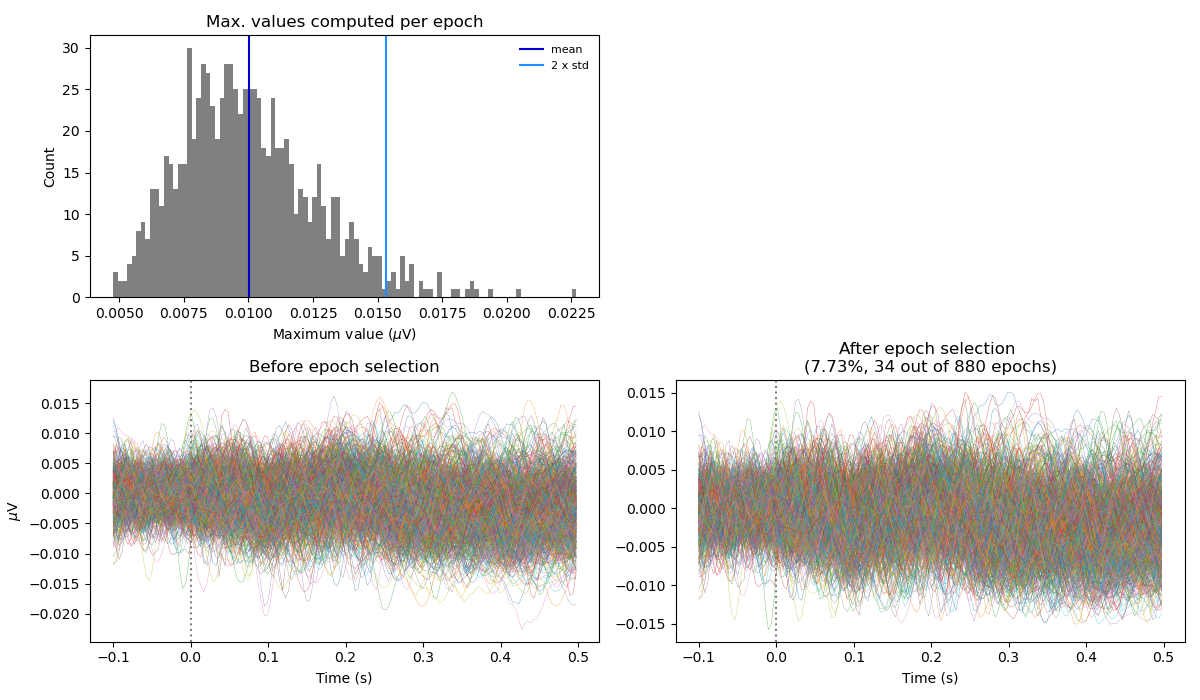 Max. values computed per epoch
30
25
20
15
10
5
0
Count
mean
2 x std
0.0050 0.0075 0.0100 0.0125 0.0150 0.0175 0.0200 0.0225
Maximum value (μV)
Before epoch selection
0.015
0.010
0.005
0.000
−0.005
−0.010
−0.015
−0.020
μV
−0.1 0.0 0.1 0.2 0.3 0.4 0.5
Time (s)
After epoch selection
(7.73%, 34 out of 880 epochs)
0.015
0.010
0.005
0.000
−0.005
−0.010
−0.015
−0.1 0.0 0.1 0.2 0.3 0.4 0.5
Time (s)